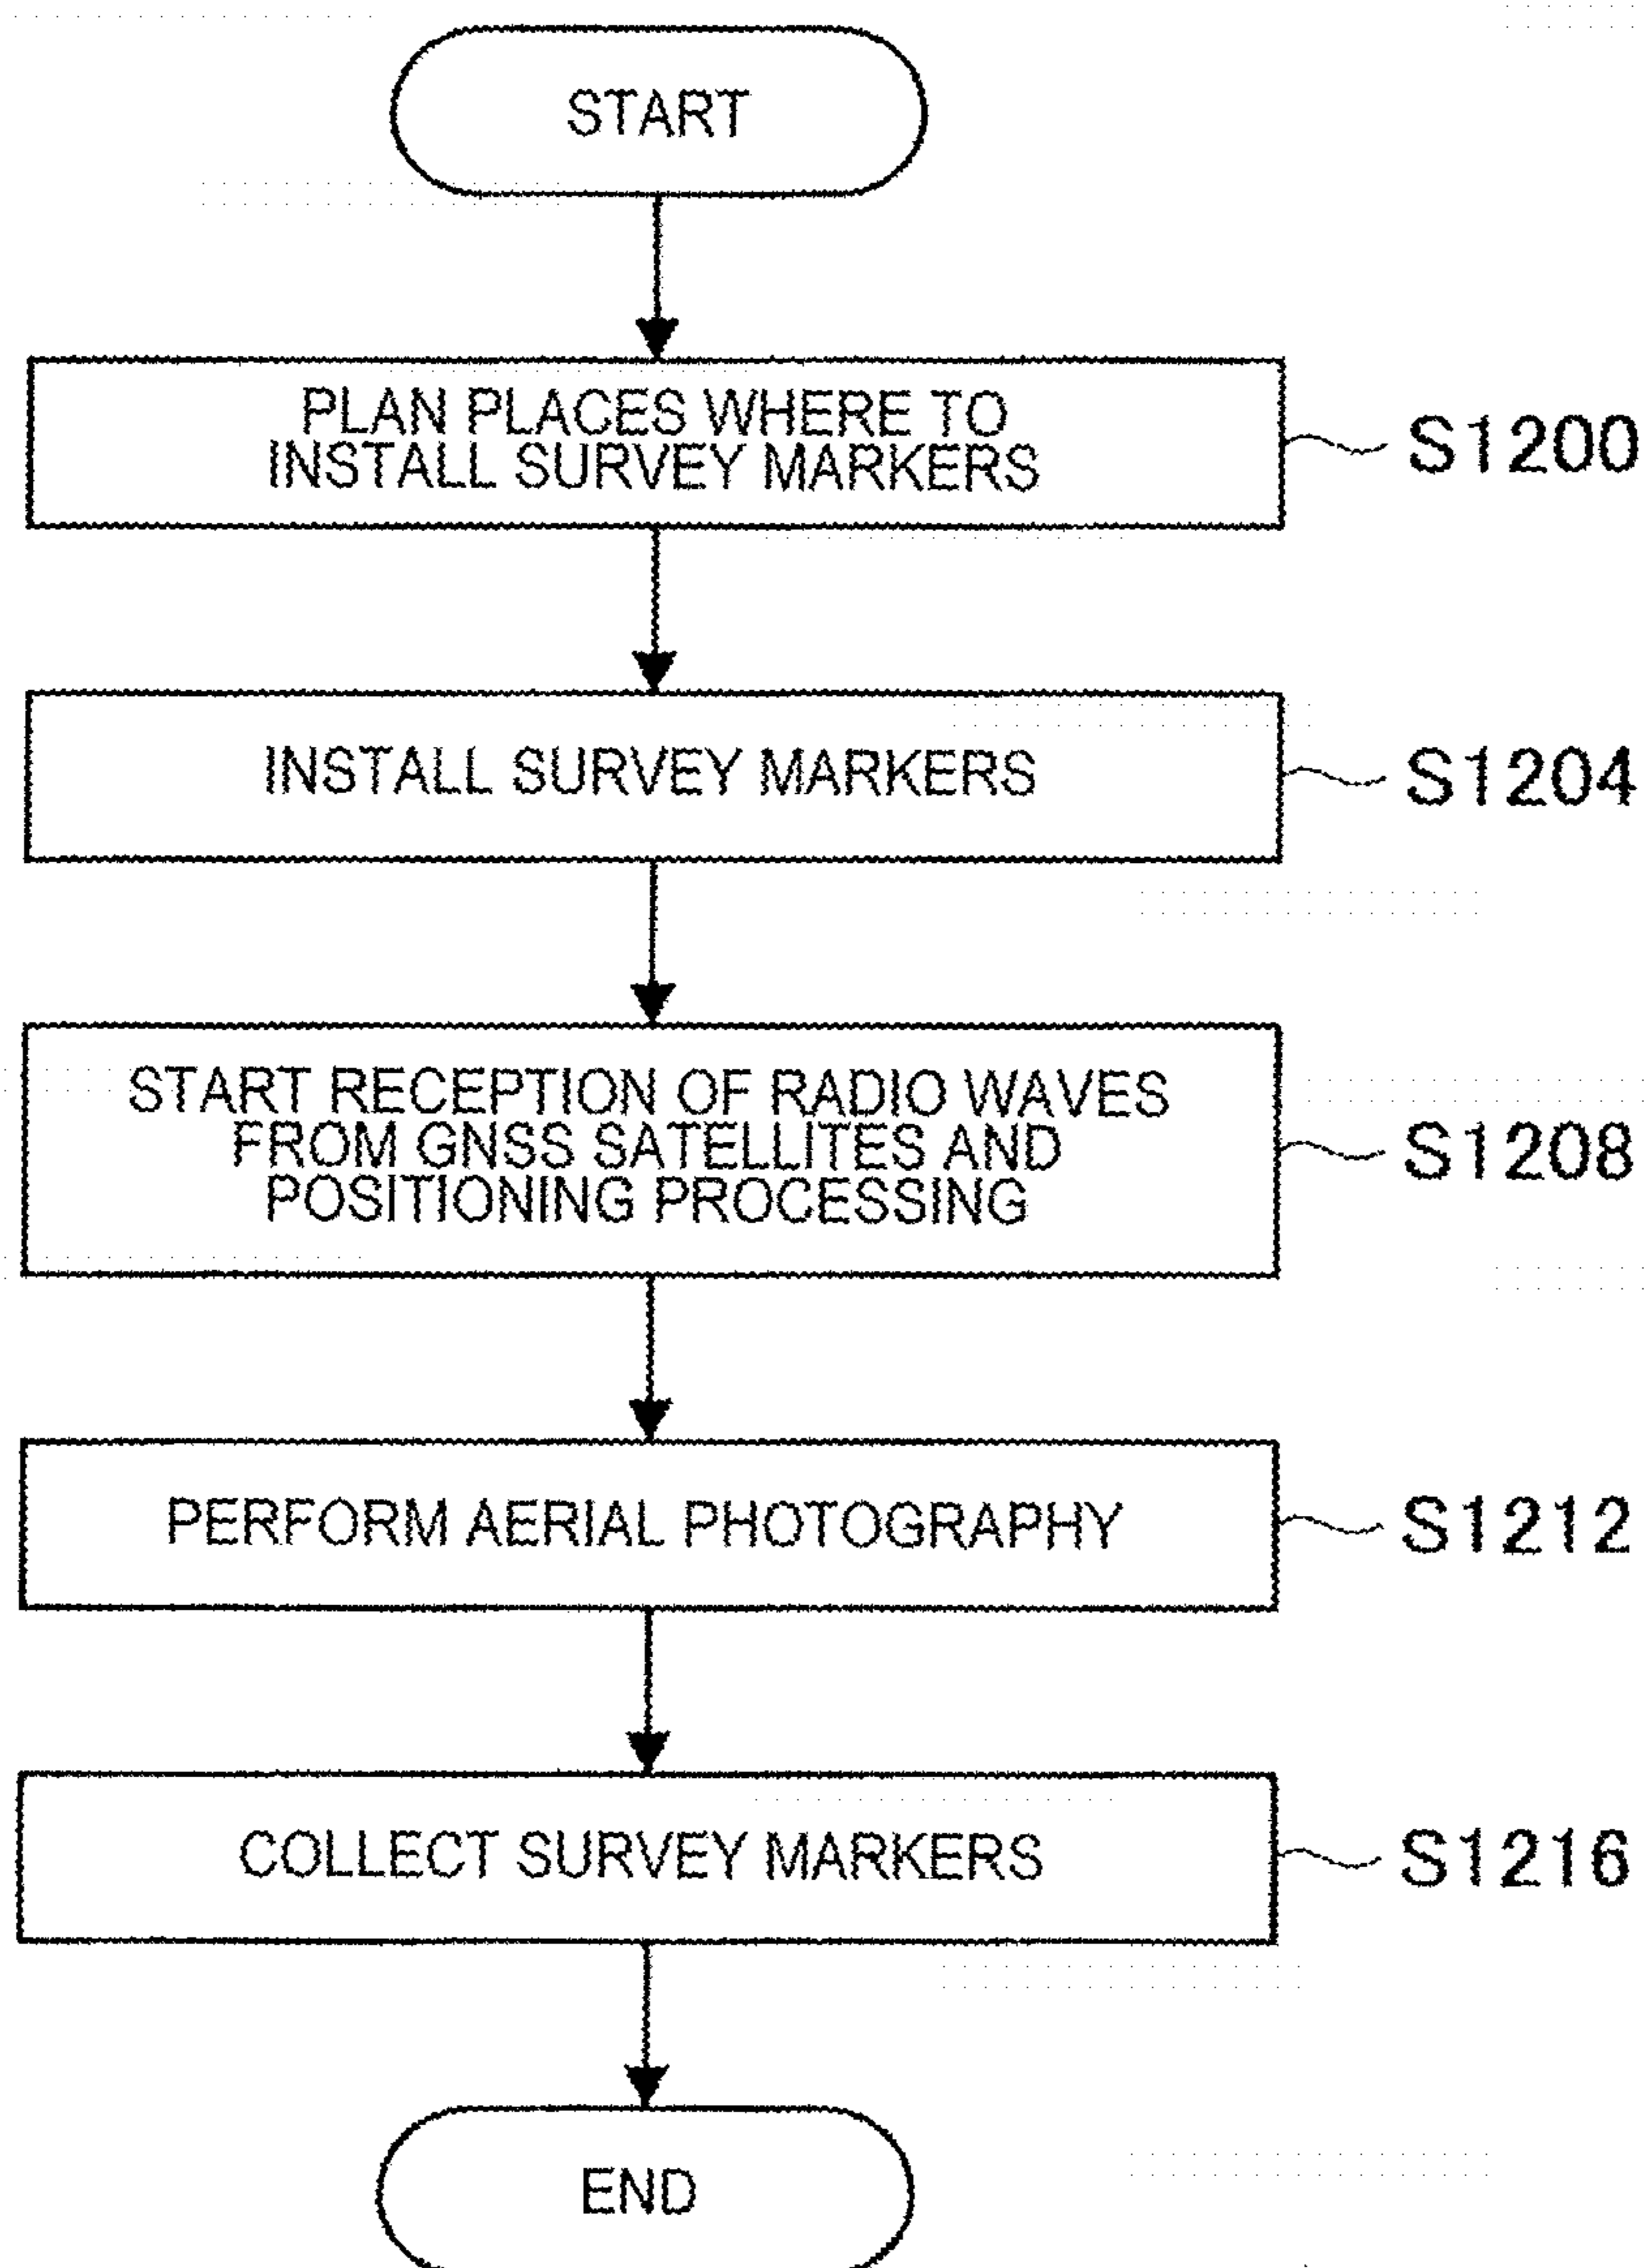 START
PLAN PLACES WHERE TO
INSTALL SURVEY MARKERS
S1200
INSTALL SURVEY MARKERS
S1204
START RECEPTION OF RADIO WAVES
FROM GNSS SATELLITES AND
POSITIONING PROCESSING
S1208
PERFORM AERIAL PHOTOGRAPHY
S1212
COLLECT SURVEY MARKERS
S1216
END